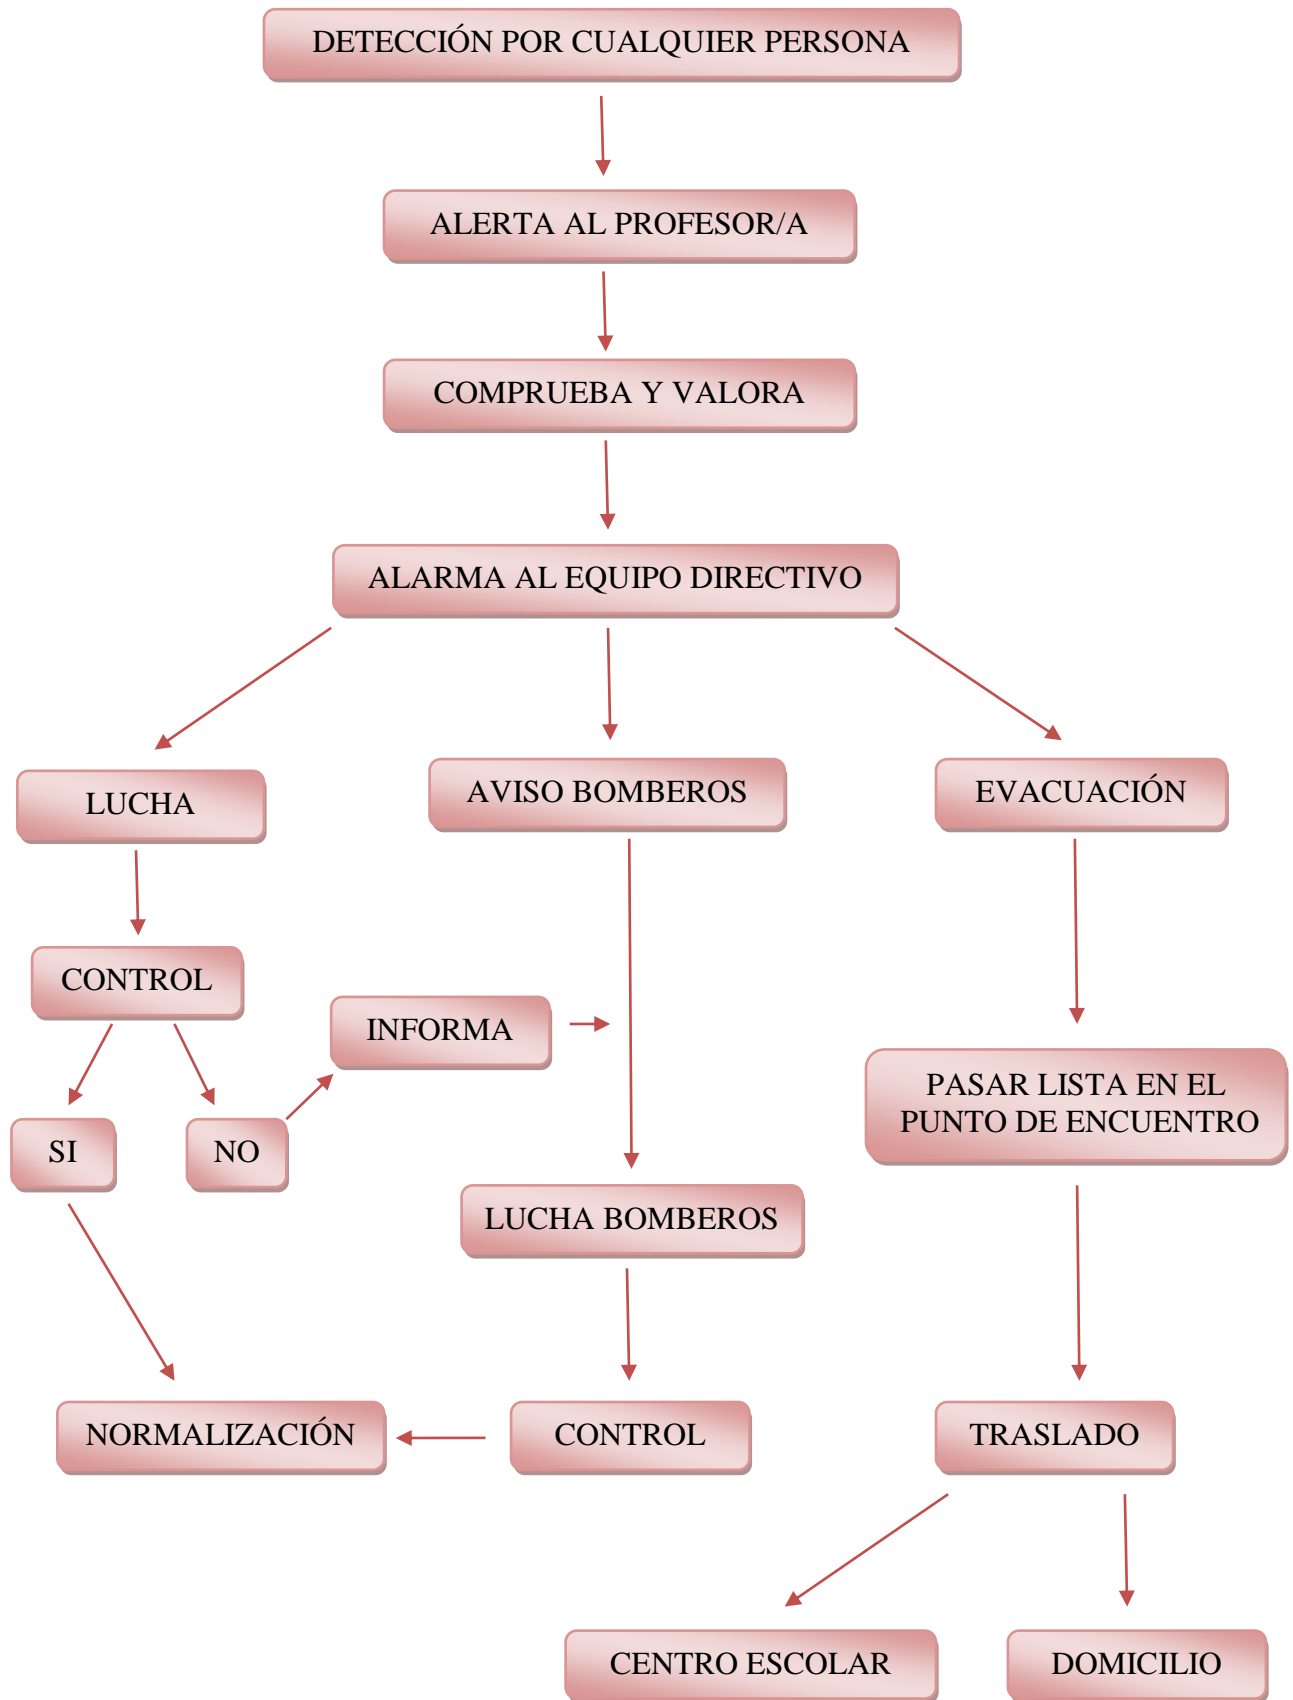 DETECCIÓN POR CUALQUIER PERSONA
ALERTA AL PROFESOR/A
COMPRUEBA Y VALORA
ALARMA AL EQUIPO DIRECTIVO
LUCHA
AVISO BOMBEROS
EVACUACIÓN
CONTROL
INFORMA
PASAR LISTA EN EL
PUNTO DE ENCUENTRO
SI
NO
LUCHA BOMBEROS
NORMALIZACIÓN
CONTROL
TRASLADO
CENTRO ESCOLAR
DOMICILIO